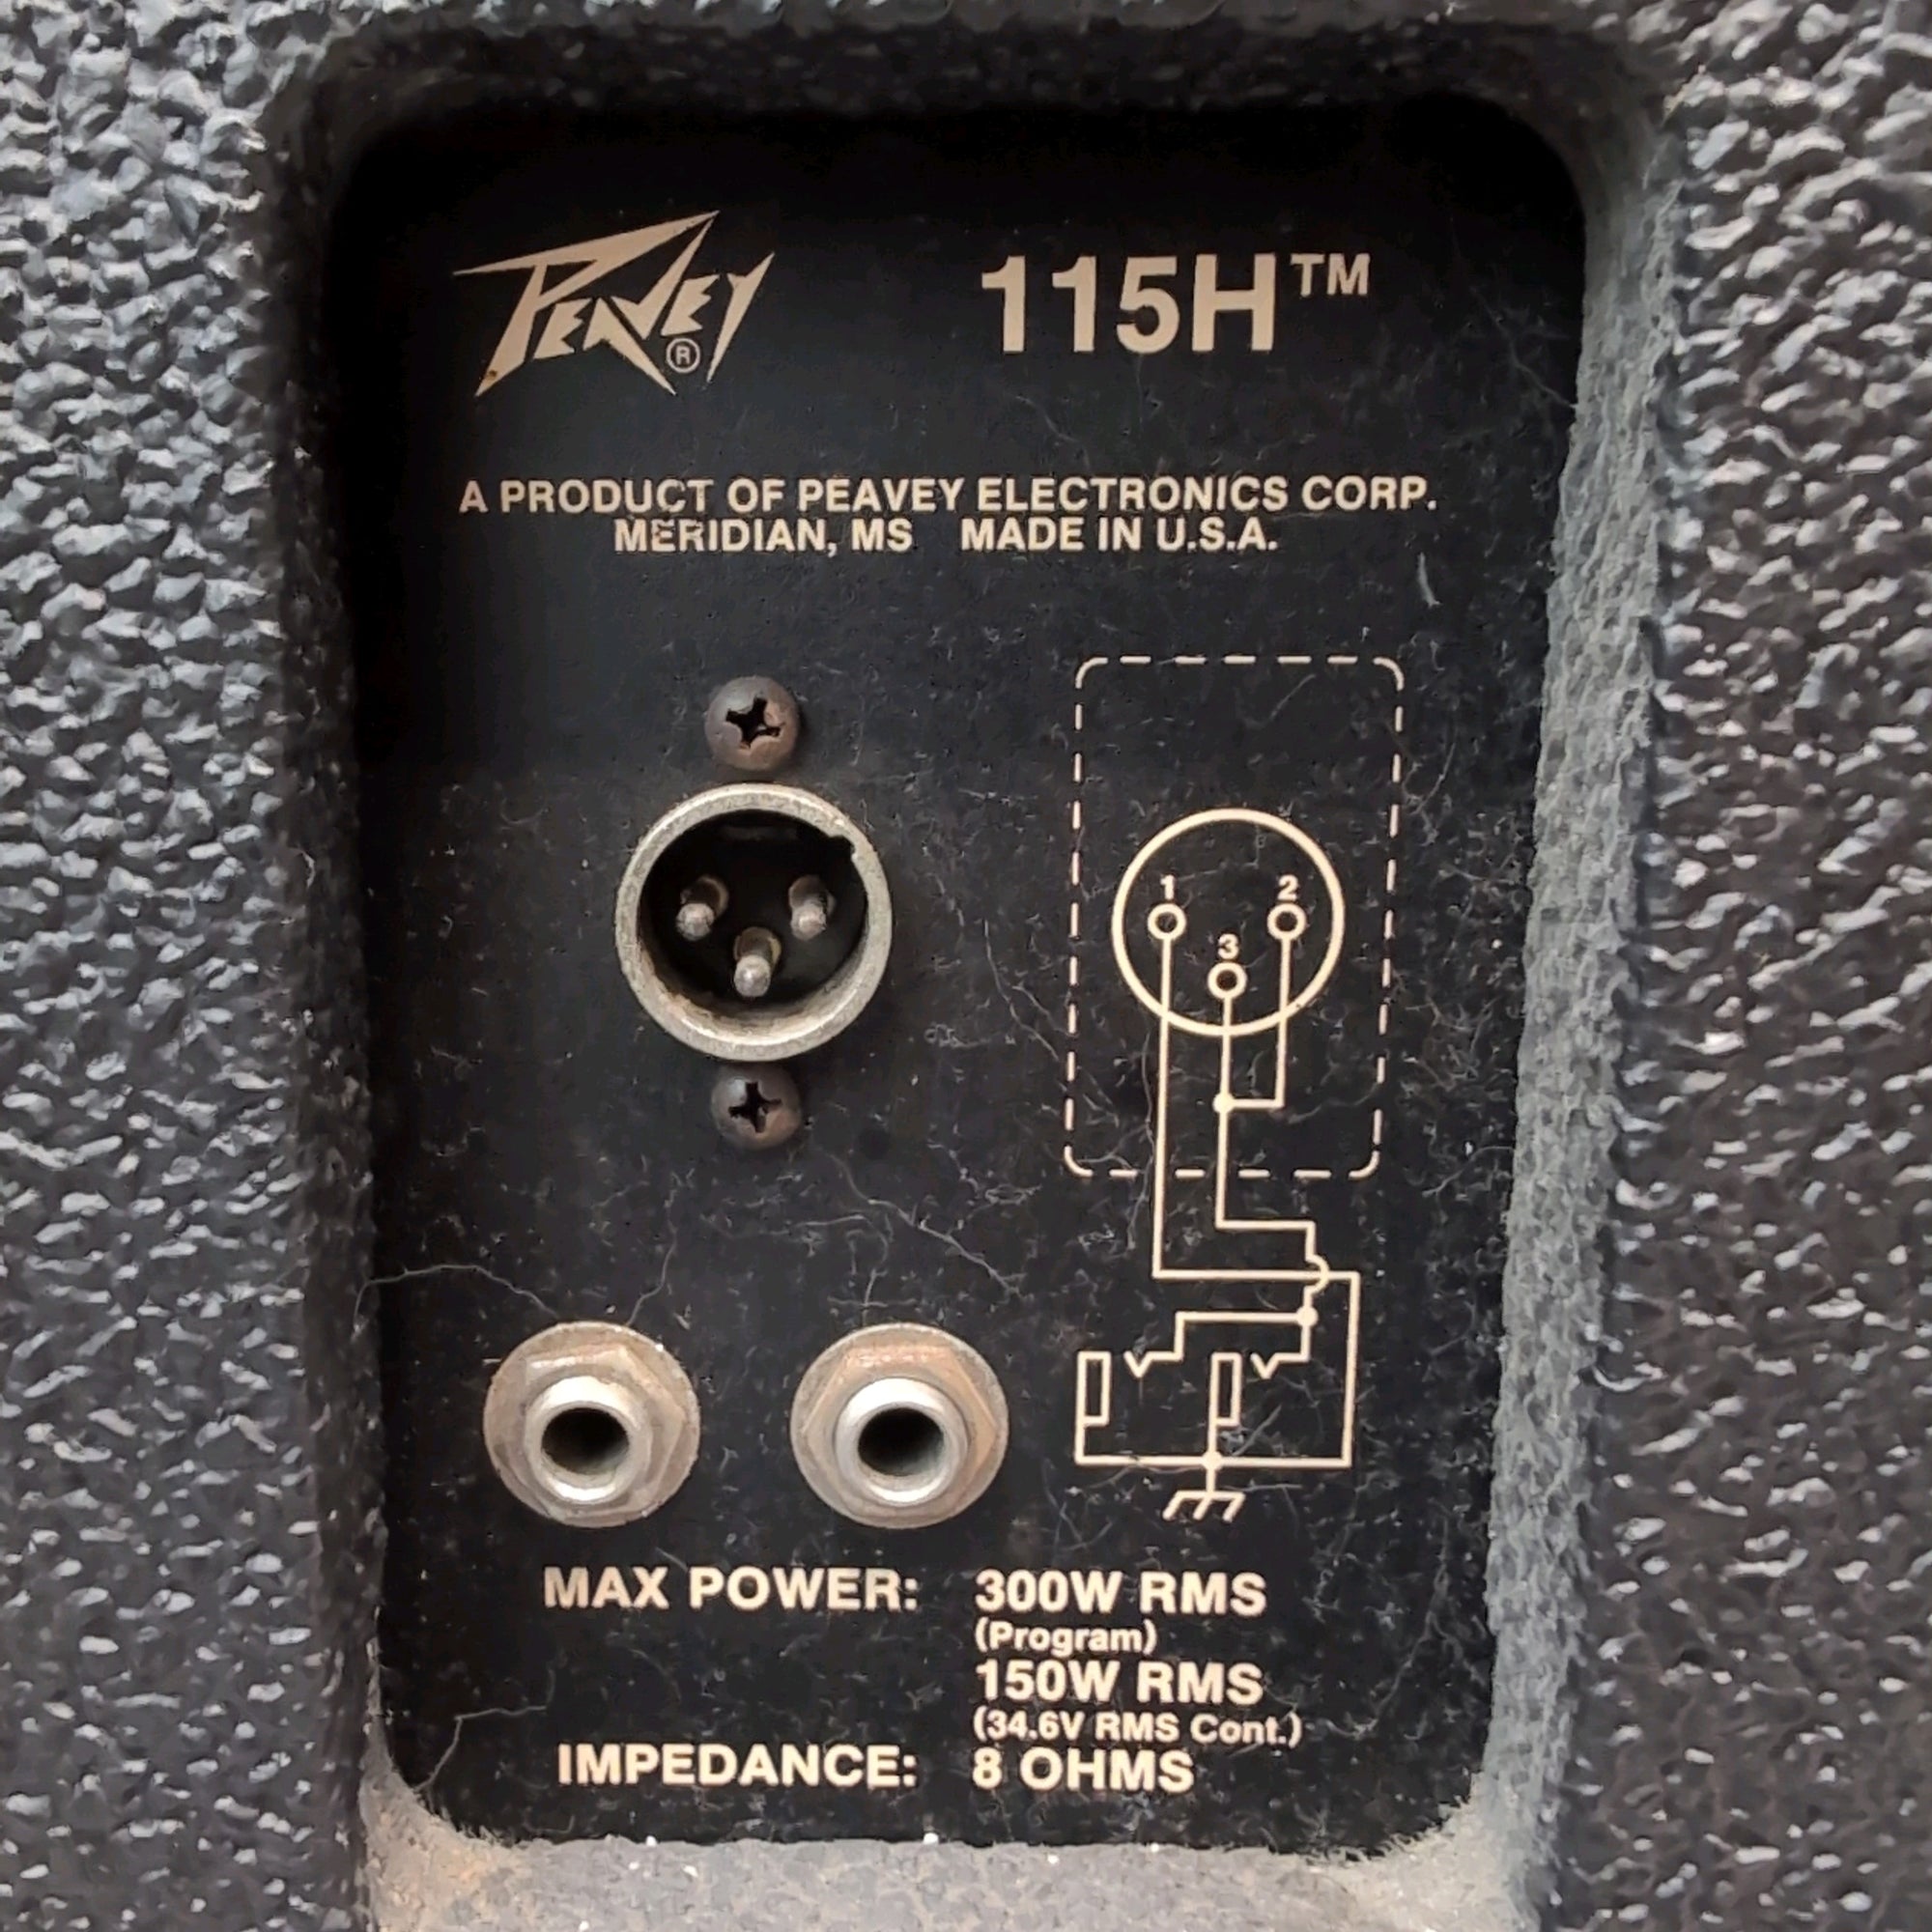 PEAVEY ® 115H™
A PRODUCT OF PEAVEY ELECTRONICS CORP.
MERIDIAN, MS MADE IN U.S.A.
1 2
3
MAX POWER: 300W RMS
(Program)
150W RMS
(34.6V RMS Cont.)
IMPEDANCE: 8 OHMS